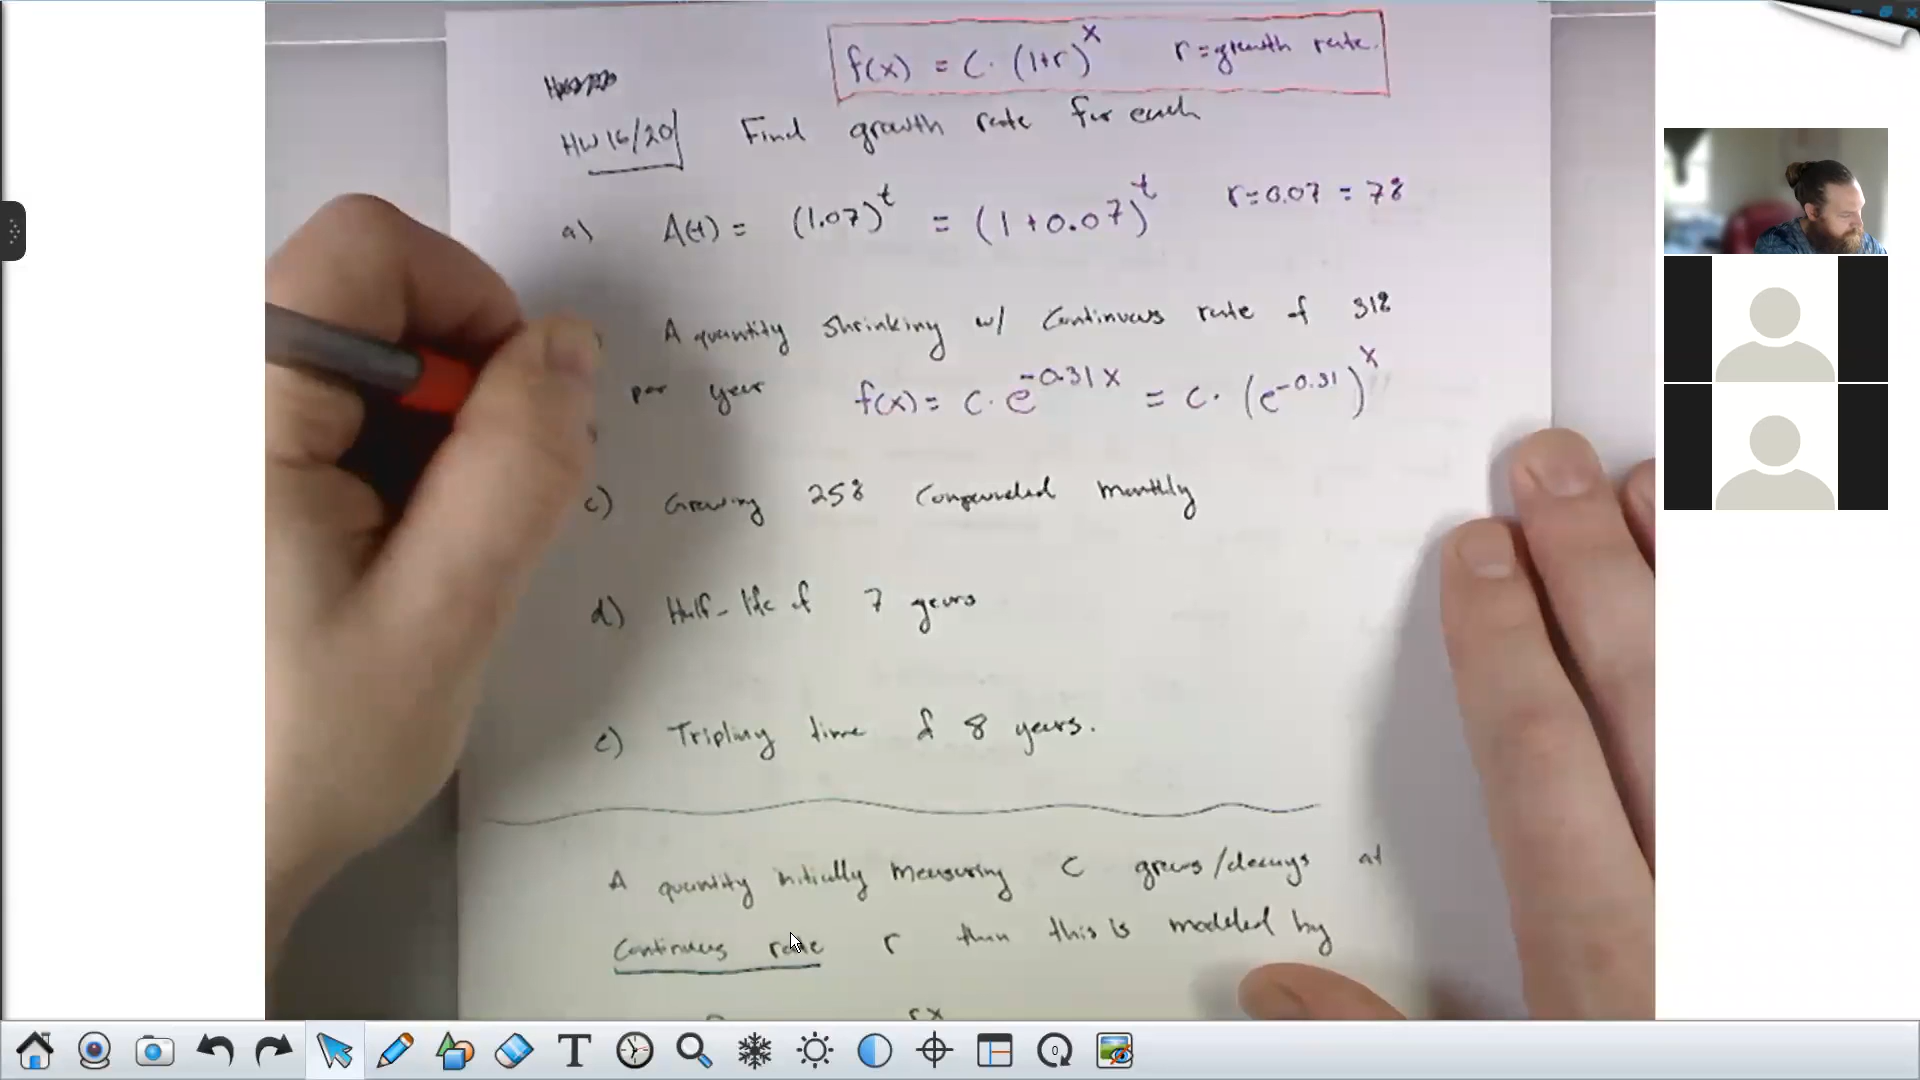 f(x) = C · (1+r)^x   r = growth rate.
HW 16/20   Find growth rate for each
a) A(t) = (1.07)^t = (1+0.07)^t   r = 0.07 = 7%
A quantity shrinking w/ continuous rate of 31%
per year   f(x) = C · e^{-0.31x} = C · (e^{-0.31})^x
c) Growing 25% compounded monthly
d) Half-life of 7 years
e) Tripling time of 8 years.
A quantity initially measuring C grows/decays at
continuous rate r then this is modeled by
rx
T
0